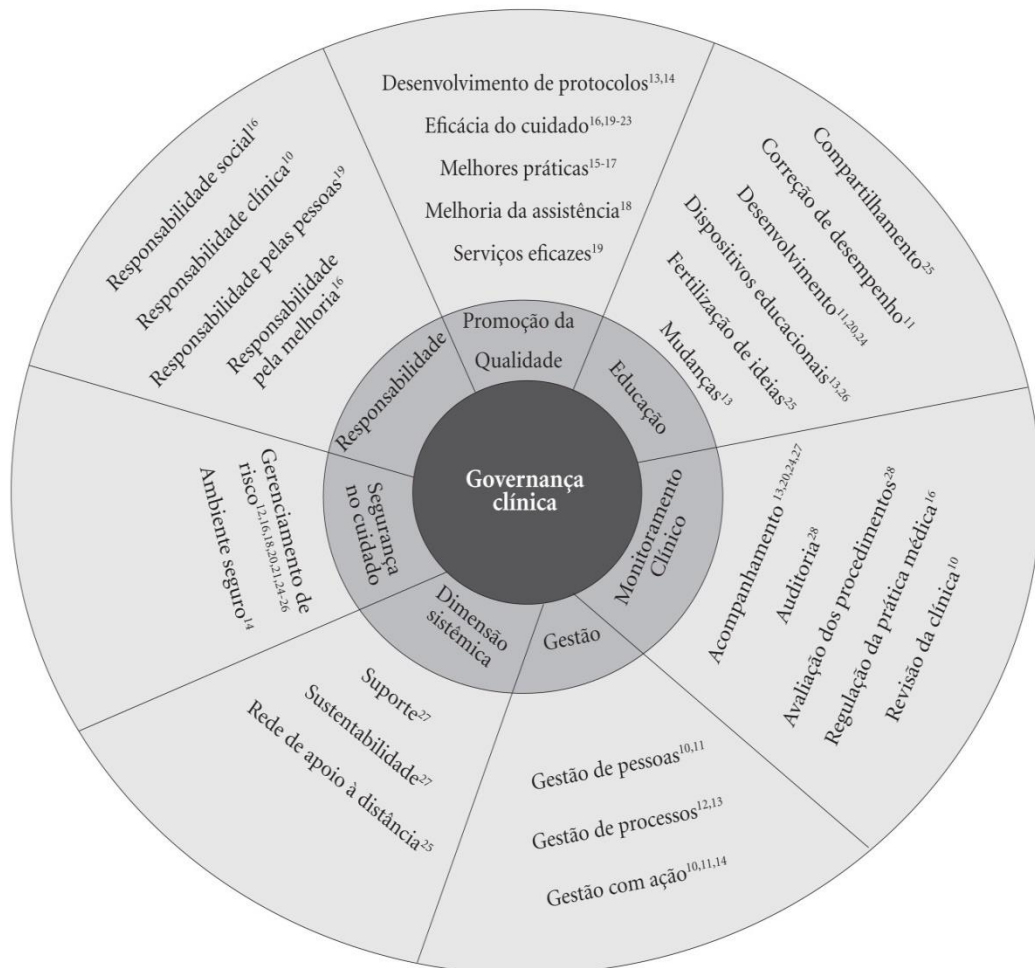 Governança
clínica
Promoção da
Qualidade
Desenvolvimento de protocolos13,14
Eficácia do cuidado16,19-23
Melhores práticas15-17
Melhoria da assistência18
Serviços eficazes19
Educação
Compartilhamento25
Correção de desempenho11
Desenvolvimento11,20,24
Dispositivos educacionais13,26
Fertilização de ideias25
Mudanças13
Monitoramento
Clínico
Acompanhamento 13,20,24,27
Auditoria28
Avaliação dos procedimentos28
Regulação da prática médica16
Revisão da clínica10
Gestão
Gestão de pessoas10,11
Gestão de processos12,13
Gestão com ação10,11,14
Dimensão
sistêmica
Suporte27
Sustentabilidade27
Rede de apoio à distância25
Segurança
no cuidado
Gerenciamento de
risco12,16,18,20,21,24-26
Ambiente seguro14
Responsabilidade
Responsabilidade social16
Responsabilidade clínica10
Responsabilidade pelas pessoas19
Responsabilidade
pela melhoria16